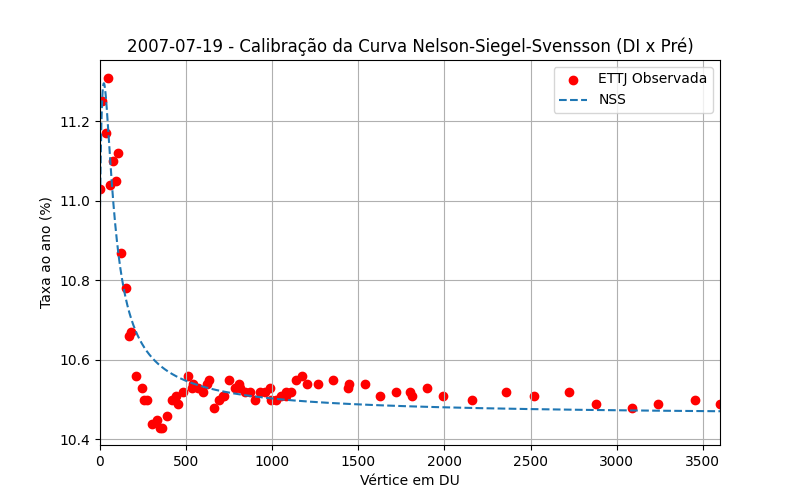 2007-07-19 - Calibração da Curva Nelson-Siegel-Svensson (DI x Pré)
ETTJ Observada
NSS
Taxa ao ano (%)
11.2
11.0
10.8
10.6
10.4
0 500 1000 1500 2000 2500 3000 3500
Vértice em DU